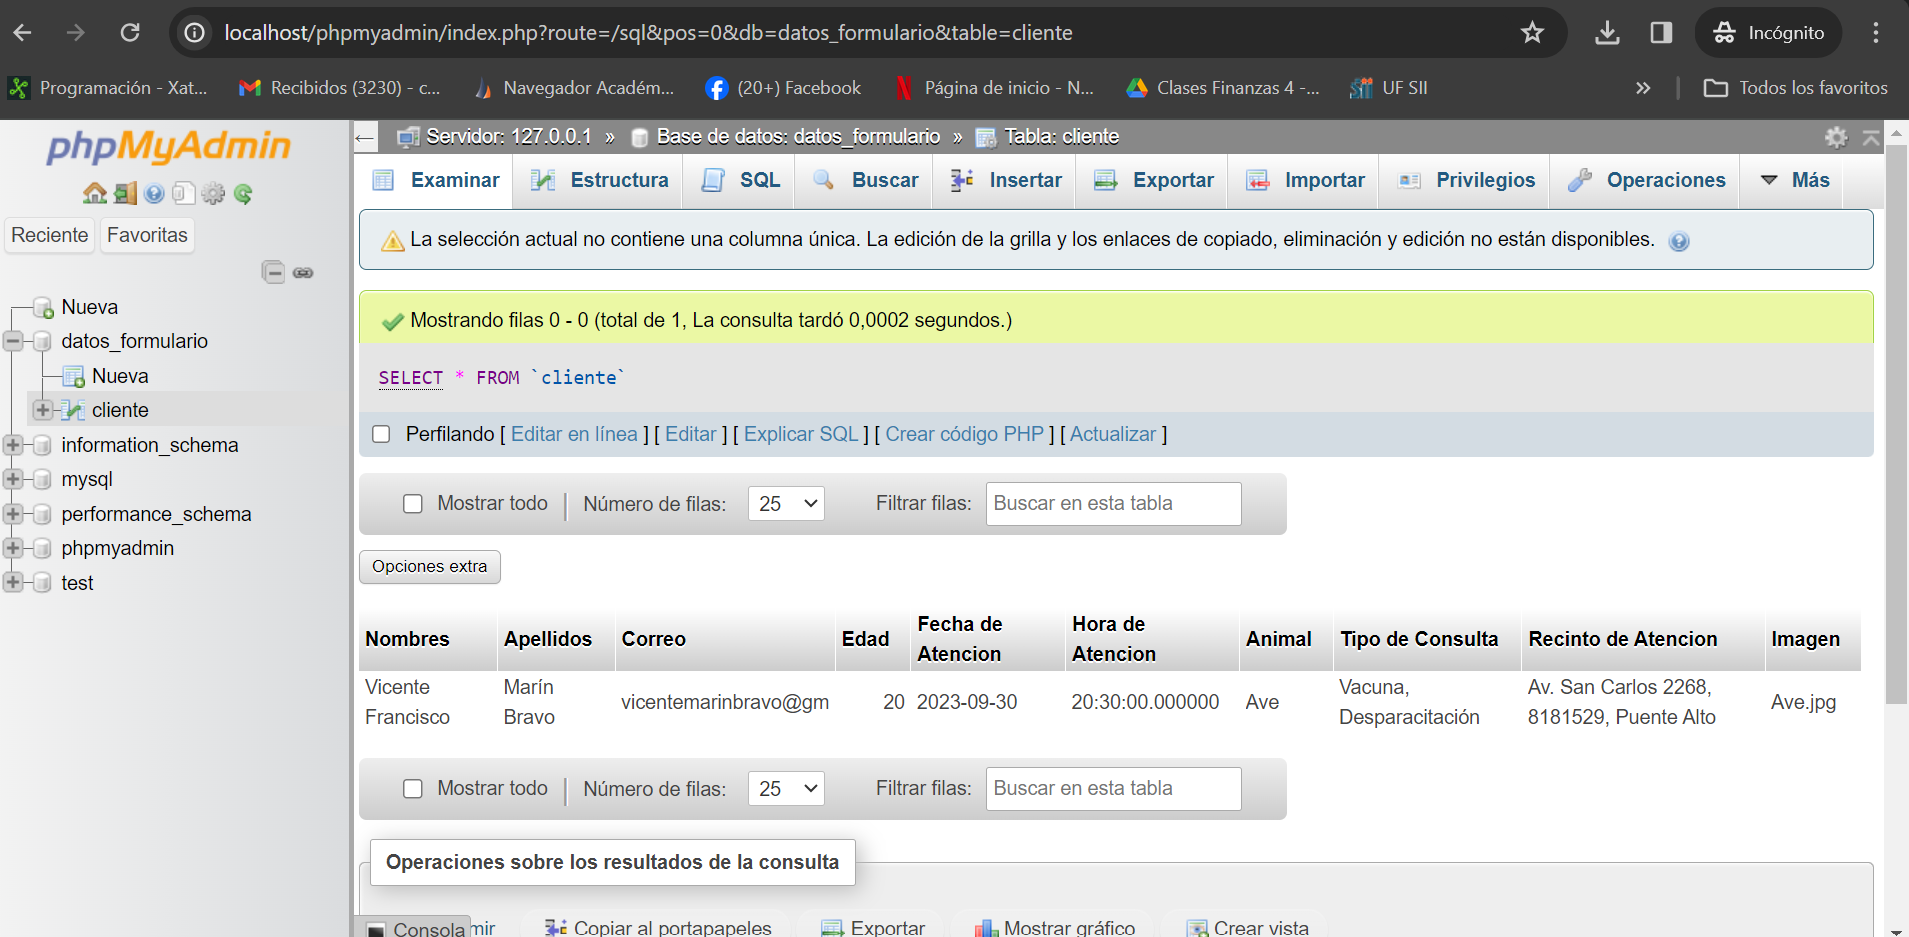 localhost/phpmyadmin/index.php?route=/sql&pos=0&db=datos_formulario&table=cliente
Incógnito
Programación - Xat...
Recibidos (3230) - c...
Navegador Académ...
(20+) Facebook
Página de inicio - N...
Clases Finanzas 4 -...
UF SII
»
Todos los favoritos
phpMyAdmin
Reciente
Favoritas
Nueva
datos_formulario
Nueva
cliente
information_schema
mysql
performance_schema
phpmyadmin
test
Servidor: 127.0.0.1 » Base de datos: datos_formulario » Tabla: cliente
Examinar Estructura SQL Buscar Insertar Exportar Importar Privilegios Operaciones Más
La selección actual no contiene una columna única. La edición de la grilla y los enlaces de copiado, eliminación y edición no están disponibles.
Mostrando filas 0 - 0 (total de 1, La consulta tardó 0,0002 segundos.)
SELECT * FROM `cliente`
Perfilando [ Editar en línea ] [ Editar ] [ Explicar SQL ] [ Crear código PHP ] [ Actualizar ]
Mostrar todo | Número de filas: 25 Filtrar filas: Buscar en esta tabla
Opciones extra
Nombres Apellidos Correo Edad Fecha de Atencion Hora de Atencion Animal Tipo de Consulta Recinto de Atencion Imagen
Vicente Francisco Marín Bravo vicentemarinbravo@gm 20 2023-09-30 20:30:00.000000 Ave Vacuna, Desparacitación Av. San Carlos 2268, 8181529, Puente Alto Ave.jpg
Mostrar todo | Número de filas: 25 Filtrar filas: Buscar en esta tabla
Operaciones sobre los resultados de la consulta
Consola mir Copiar al portapapeles Exportar Mostrar gráfico Crear vista